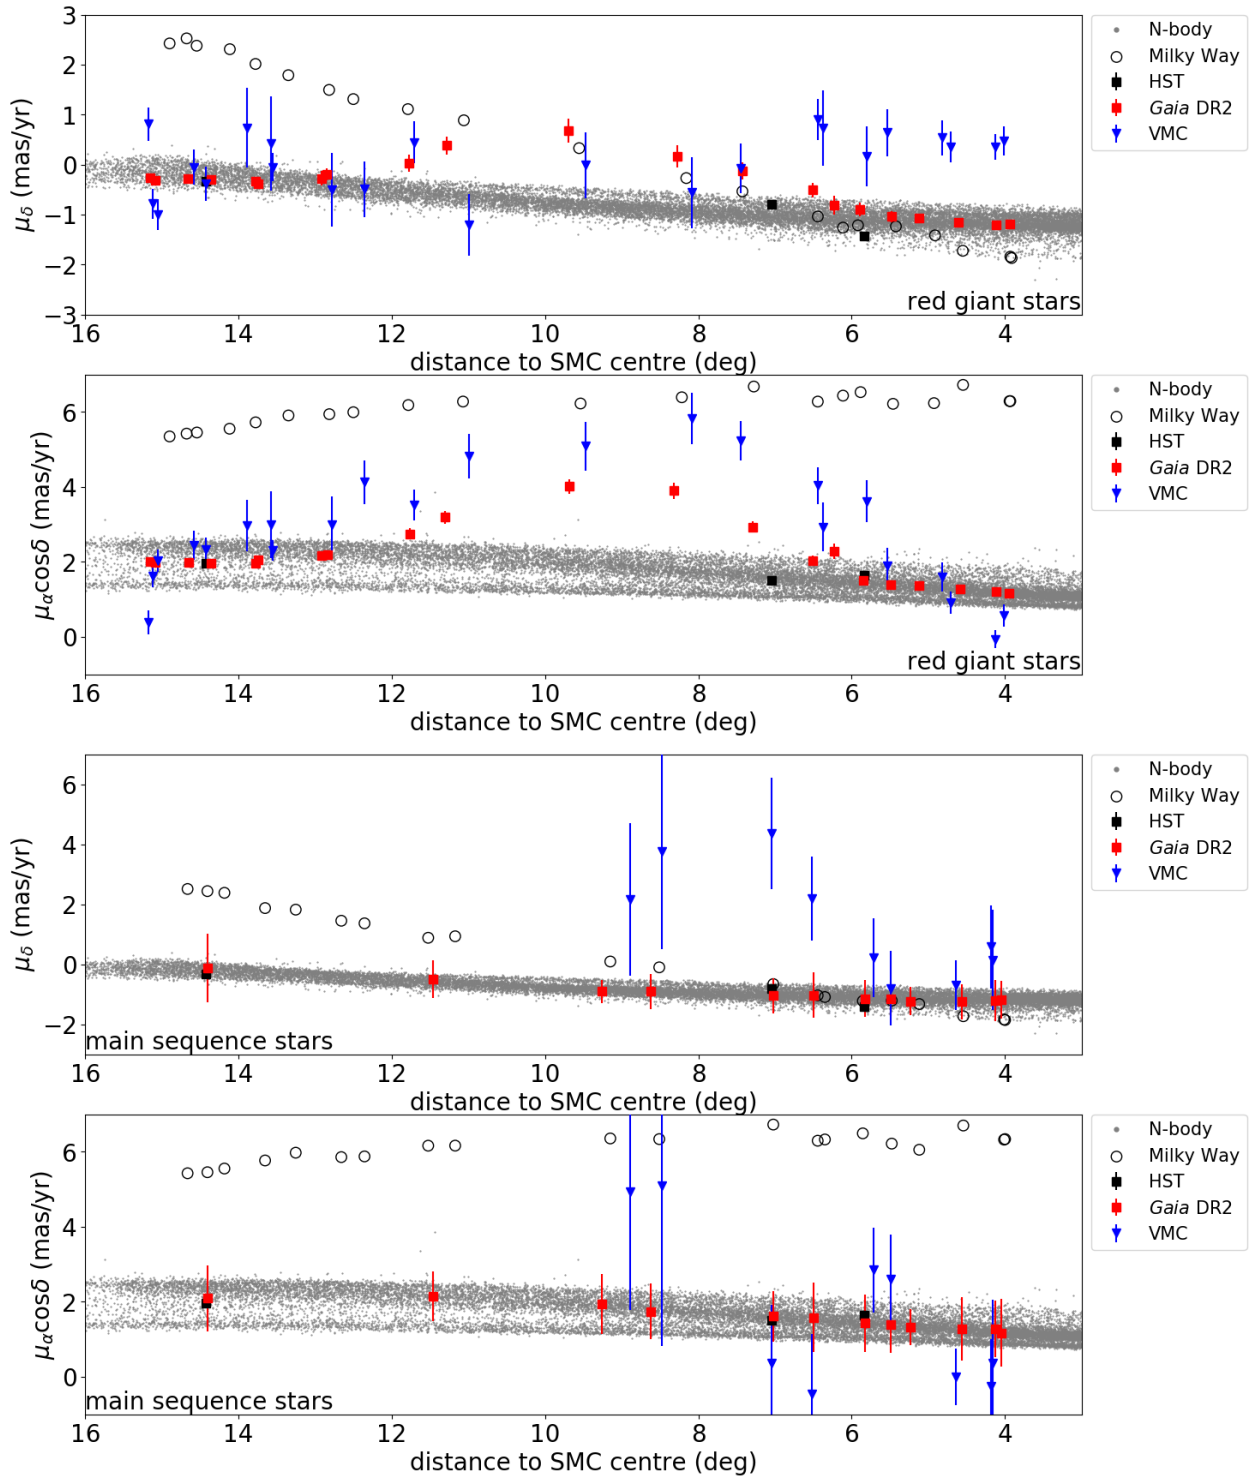 3
2
1
0
−1
−2
−3
μδ (mas/yr)
16 14 12 10 8 6 4
distance to SMC centre (deg)
red giant stars
N-body
Milky Way
HST
Gaia DR2
VMC
6
4
2
0
μαcosδ (mas/yr)
16 14 12 10 8 6 4
distance to SMC centre (deg)
red giant stars
N-body
Milky Way
HST
Gaia DR2
VMC
6
4
2
0
−2
μδ (mas/yr)
16 14 12 10 8 6 4
distance to SMC centre (deg)
main sequence stars
N-body
Milky Way
HST
Gaia DR2
VMC
6
4
2
0
μαcosδ (mas/yr)
16 14 12 10 8 6 4
distance to SMC centre (deg)
main sequence stars
N-body
Milky Way
HST
Gaia DR2
VMC